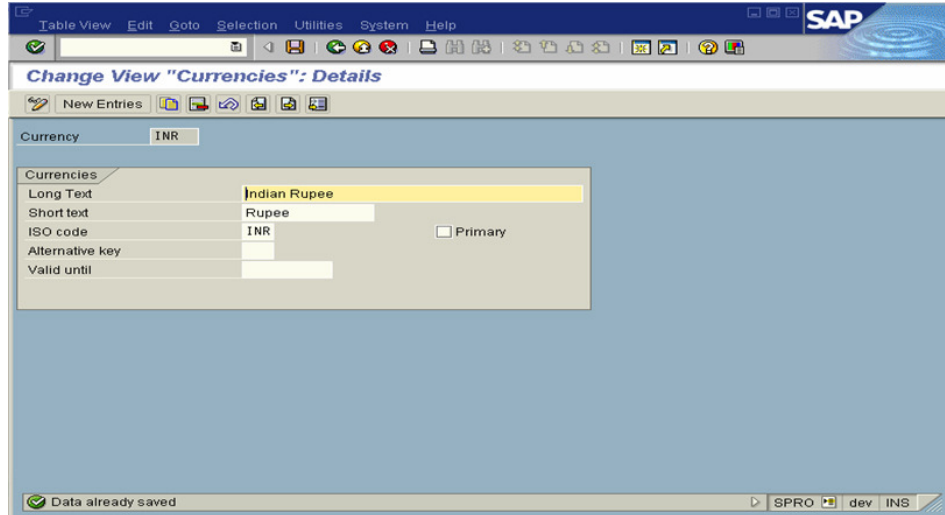 Table View Edit Goto Selection Utilities System Help
SAP
Change View "Currencies": Details
New Entries
Currency INR
Currencies
Long Text Indian Rupee
Short text Rupee
ISO code INR Primary
Alternative key
Valid until
Data already saved SPRO dev INS